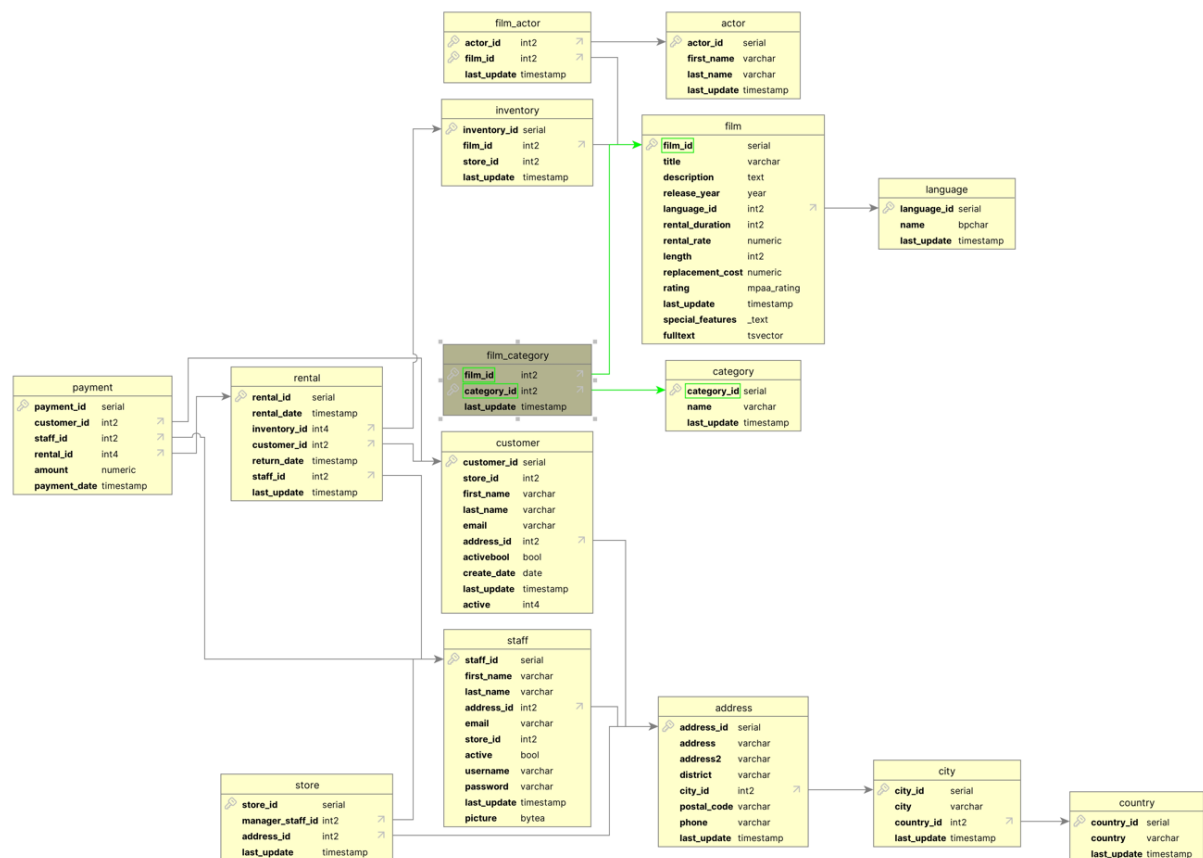 film_actor
actor_id int2
film_id int2
last_update timestamp
actor
actor_id serial
first_name varchar
last_name varchar
last_update timestamp
inventory
inventory_id serial
film_id int2
store_id int2
last_update timestamp
film
film_id serial
title varchar
description text
release_year year
language_id int2
rental_duration int2
rental_rate numeric
length int2
replacement_cost numeric
rating mpaa_rating
last_update timestamp
special_features _text
fulltext tsvector
language
language_id serial
name bpchar
last_update timestamp
film_category
film_id int2
category_id int2
last_update timestamp
category
category_id serial
name varchar
last_update timestamp
payment
payment_id serial
customer_id int2
staff_id int2
rental_id int4
amount numeric
payment_date timestamp
rental
rental_id serial
rental_date timestamp
inventory_id int4
customer_id int2
return_date timestamp
staff_id int2
last_update timestamp
customer
customer_id serial
store_id int2
first_name varchar
last_name varchar
email varchar
address_id int2
activebool bool
create_date date
last_update timestamp
active int4
staff
staff_id serial
first_name varchar
last_name varchar
address_id int2
email varchar
store_id int2
active bool
username varchar
password varchar
last_update timestamp
picture bytea
store
store_id serial
manager_staff_id int2
address_id int2
last_update timestamp
address
address_id serial
address varchar
address2 varchar
district varchar
city_id int2
postal_code varchar
phone varchar
last_update timestamp
city
city_id serial
city varchar
country_id int2
last_update timestamp
country
country_id serial
country varchar
last_update timestamp